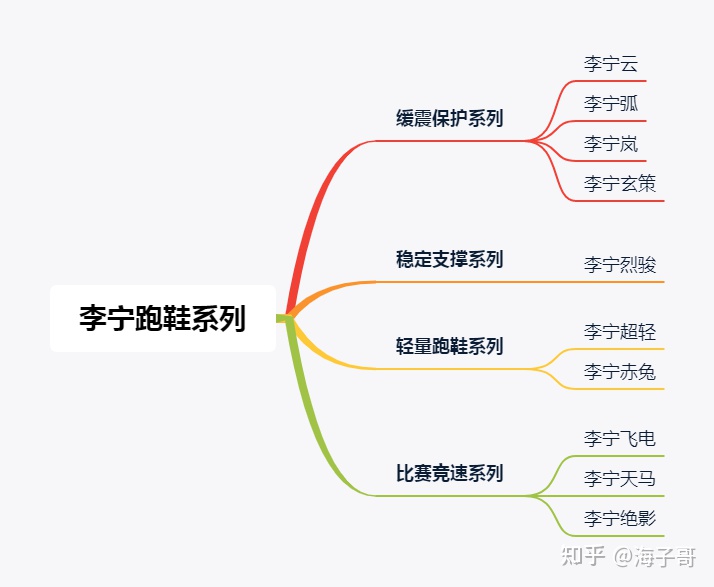 李宁跑鞋系列
缓震保护系列
李宁云
李宁弧
李宁岚
李宁玄策
稳定支撑系列
李宁烈骏
轻量跑鞋系列
李宁超轻
李宁赤兔
比赛竞速系列
李宁飞电
李宁天马
李宁绝影
知乎 @海子哥